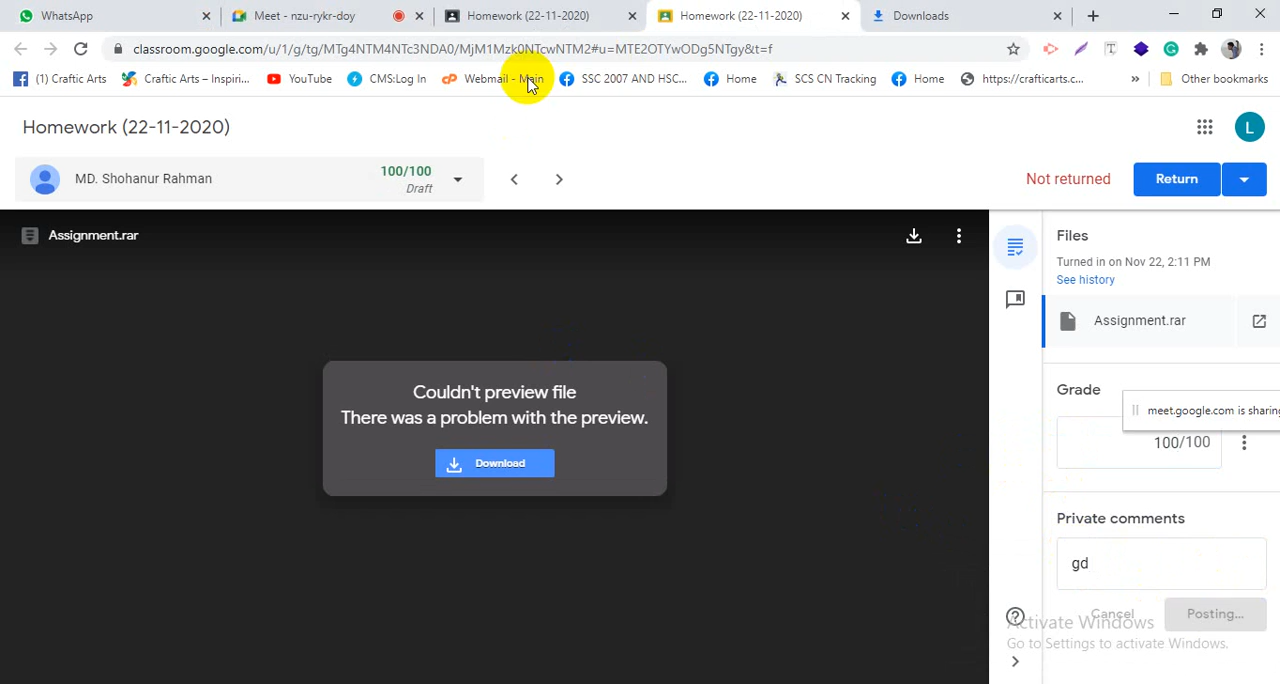 WhatsApp
Meet - nzu-rykr-doy
Homework (22-11-2020)
Homework (22-11-2020)
Downloads
classroom.google.com/u/1/g/tg/MTg4NTM4NTc3NDA0/MjM1Mzk0NTcwNTM2#u=MTE2OTYwODg5NTgy&t=f
(1) Craftic Arts
Craftic Arts – Inspiri...
YouTube
CMS:Log In
Webmail - Main
SSC 2007 AND HSC...
Home
SCS CN Tracking
Home
https://crafticarts.c...
»
Other bookmarks
Homework (22-11-2020)
L
MD. Shohanur Rahman
100/100
Draft
Not returned
Return
Assignment.rar
Files
Turned in on Nov 22, 2:11 PM
See history
Assignment.rar
Couldn't preview file
There was a problem with the preview.
Download
Grade
meet.google.com is sharing
100/100
Private comments
gd
Cancel
Posting...
Activate Windows
Go to Settings to activate Windows.